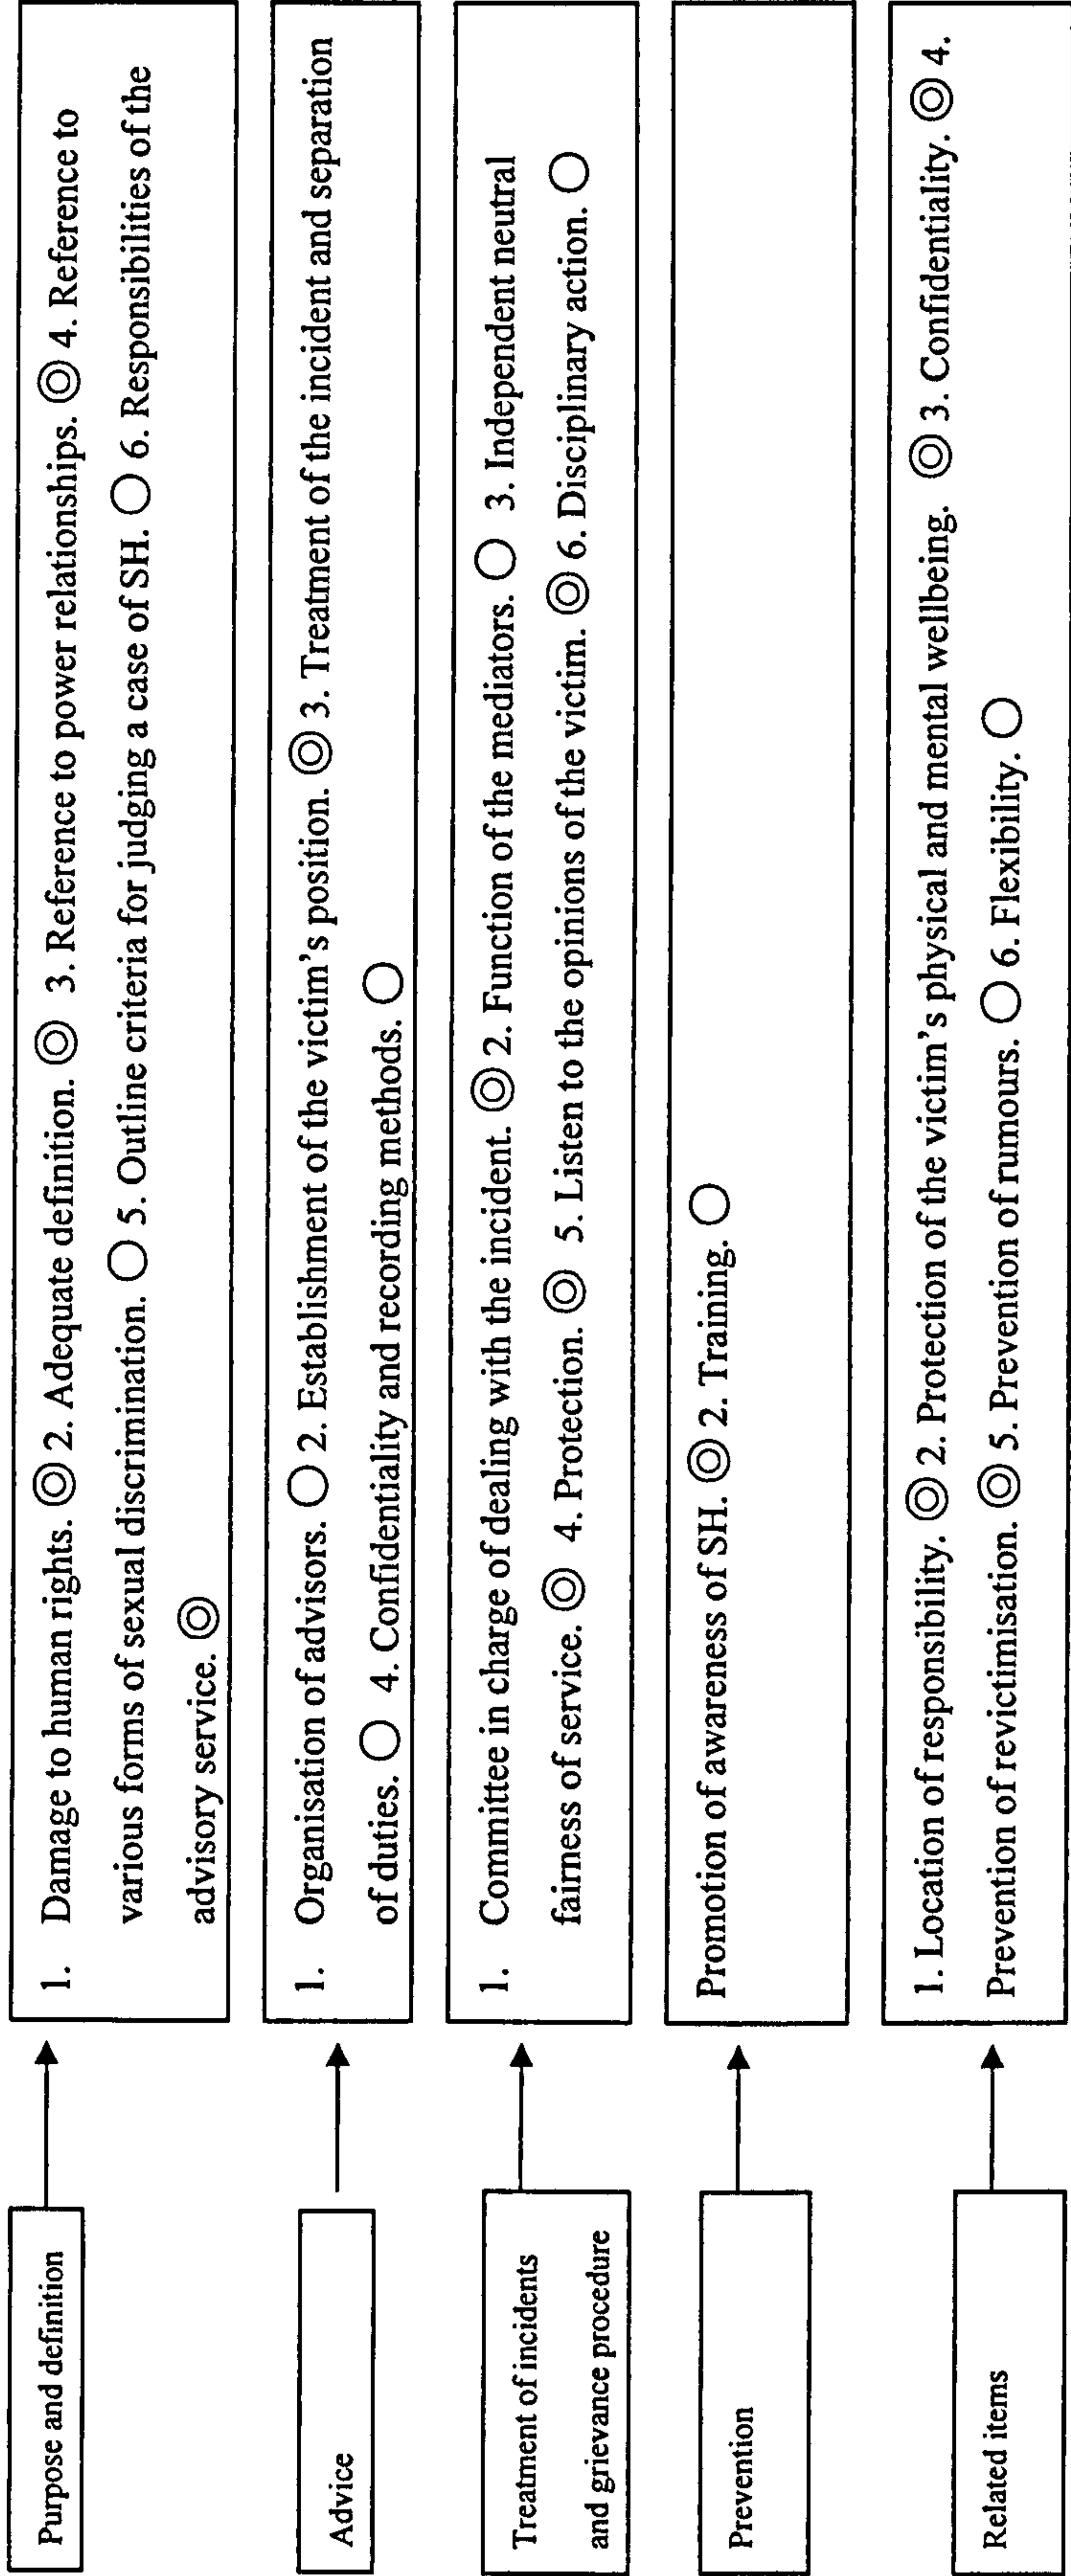 Purpose and definition
1. Damage to human rights. ◎ 2. Adequate definition. ◎ 3. Reference to power relationships. ◎ 4. Reference to
various forms of sexual discrimination. ○ 5. Outline criteria for judging a case of SH. ○ 6. Responsibilities of the
advisory service. ◎
Advice
1. Organisation of advisors. ○ 2. Establishment of the victim's position. ◎ 3. Treatment of the incident and separation
of duties. ○ 4. Confidentiality and recording methods. ○
Treatment of incidents
and grievance procedure
1. Committee in charge of dealing with the incident. ◎ 2. Function of the mediators. ○ 3. Independent neutral
fairness of service. ◎ 4. Protection. ◎ 5. Listen to the opinions of the victim. ◎ 6. Disciplinary action. ○
Prevention
Promotion of awareness of SH. ◎ 2. Training. ○
Related items
1. Location of responsibility. ◎ 2. Protection of the victim's physical and mental wellbeing. ◎ 3. Confidentiality. ◎ 4.
Prevention of revictimisation. ◎ 5. Prevention of rumours. ○ 6. Flexibility. ○